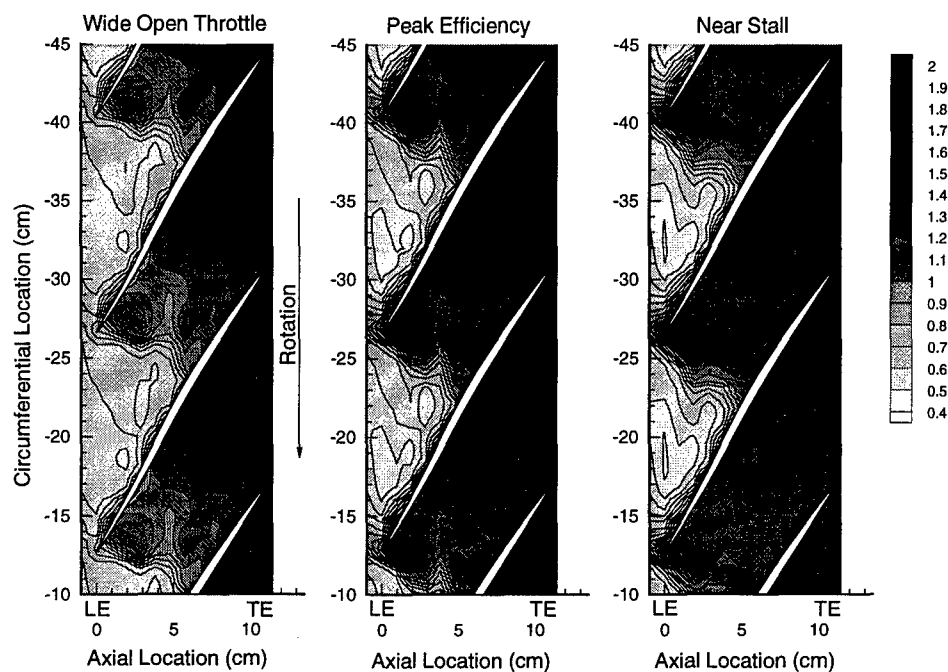 Wide Open Throttle
Peak Efficiency
Near Stall
Circumferential Location (cm)
-45
-40
-35
-30
-25
-20
-15
-10
Rotation
LE TE
0 5 10
Axial Location (cm)
-45
-40
-35
-30
-25
-20
-15
-10
LE TE
0 5 10
Axial Location (cm)
-45
-40
-35
-30
-25
-20
-15
-10
LE TE
0 5 10
Axial Location (cm)
2
1.9
1.8
1.7
1.6
1.5
1.4
1.3
1.2
1.1
1
0.9
0.8
0.7
0.6
0.5
0.4